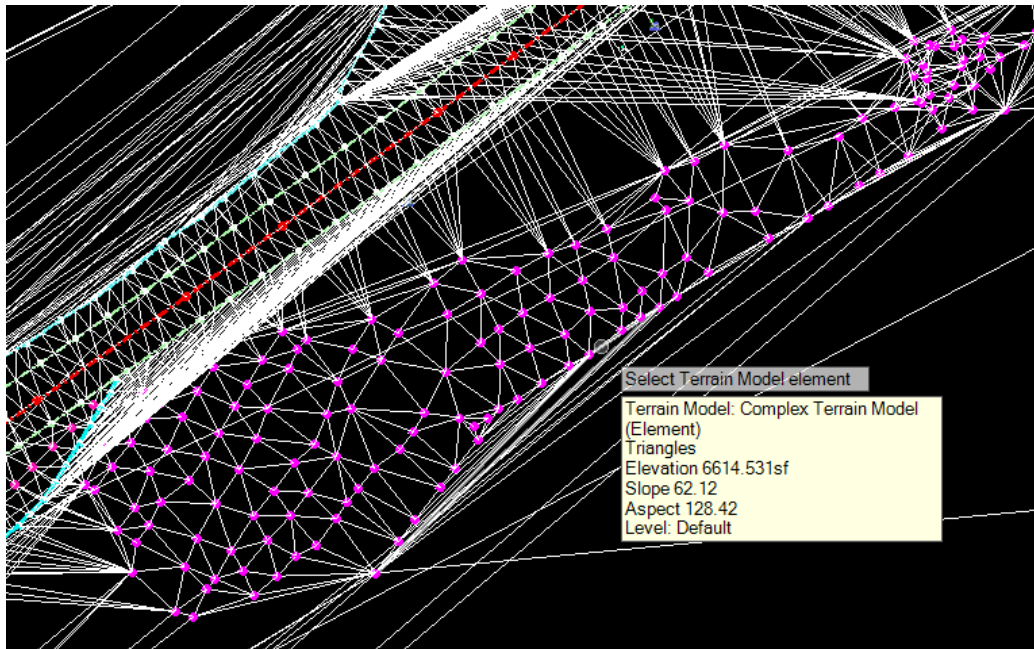 Select Terrain Model element
Terrain Model: Complex Terrain Model
(Element)
Triangles
Elevation 6614.531sf
Slope 62.12
Aspect 128.42
Level: Default